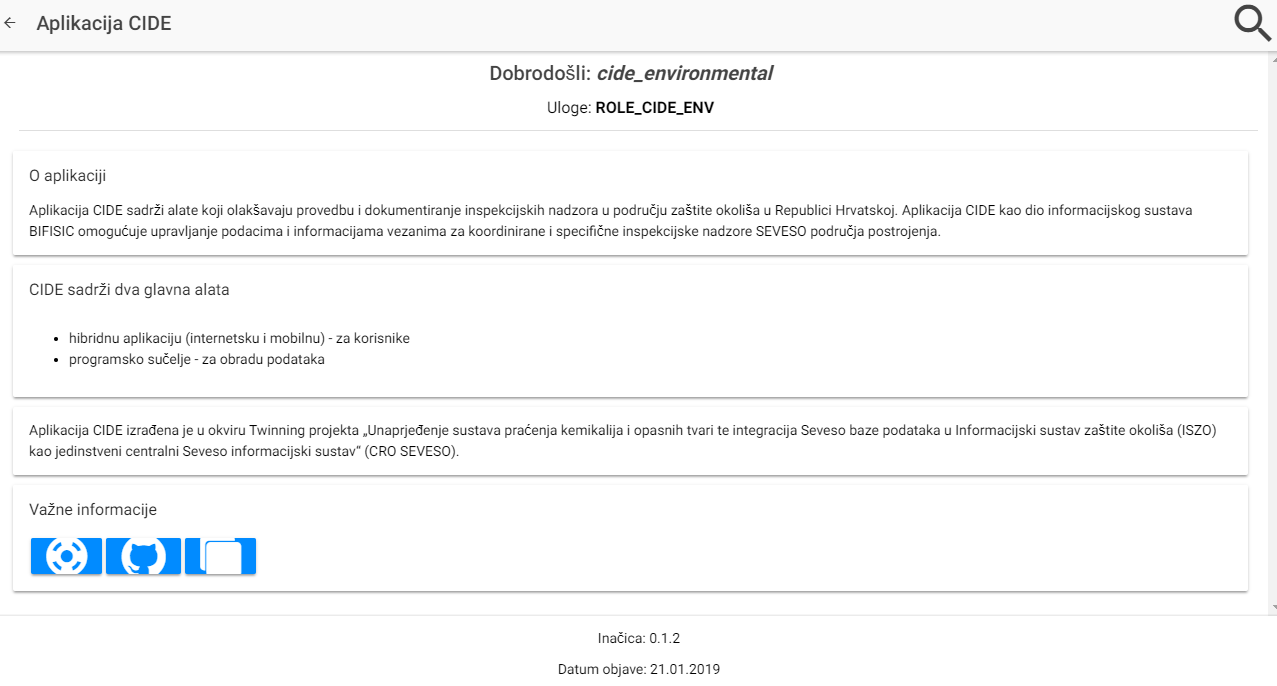 Aplikacija CIDE
Dobrodošli: cide_environmental
Uloge: ROLE_CIDE_ENV
O aplikaciji
Aplikacija CIDE sadrži alate koji olakšavaju provedbu i dokumentiranje inspekcijskih nadzora u području zaštite okoliša u Republici Hrvatskoj. Aplikacija CIDE kao dio informacijskog sustava
BIFISIC omogućuje upravljanje podacima i informacijama vezanima za koordinirane i specifične inspekcijske nadzore SEVESO područja postrojenja.
CIDE sadrži dva glavna alata
• hibridnu aplikaciju (internetsku i mobilnu) - za korisnike
• programsko sučelje - za obradu podataka
Aplikacija CIDE izrađena je u okviru Twinning projekta „Unaprjeđenje sustava praćenja kemikalija i opasnih tvari te integracija Seveso baze podataka u Informacijski sustav zaštite okoliša (ISZO)
kao jedinstveni centralni Seveso informacijski sustav“ (CRO SEVESO).
Važne informacije
Inačica: 0.1.2
Datum objave: 21.01.2019